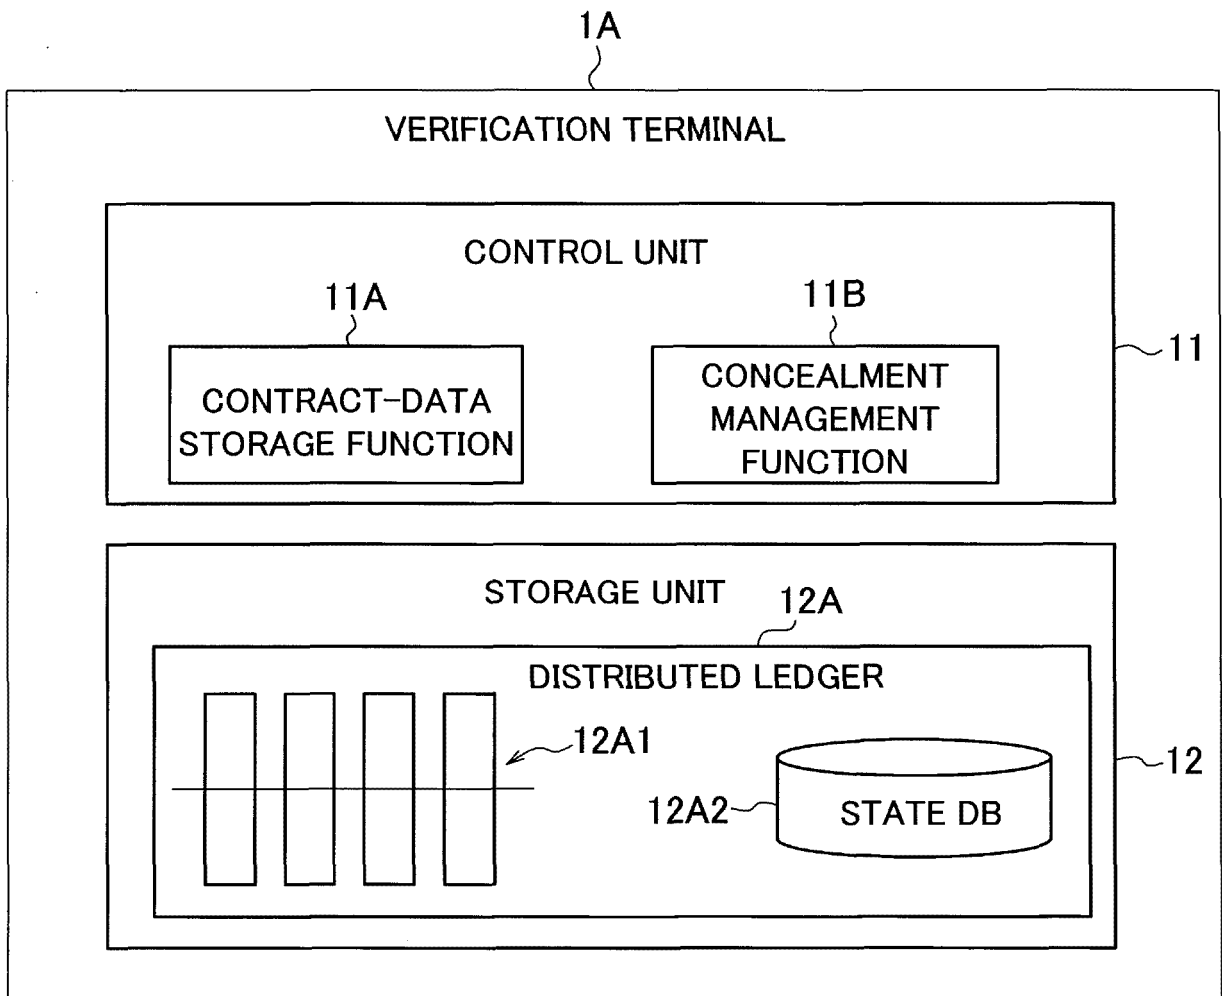 1A
VERIFICATION TERMINAL
CONTROL UNIT
11A
11B
CONTRACT-DATA
STORAGE FUNCTION
CONCEALMENT
MANAGEMENT
FUNCTION
11
STORAGE UNIT
12A
DISTRIBUTED LEDGER
12A1
12
12A2
STATE DB